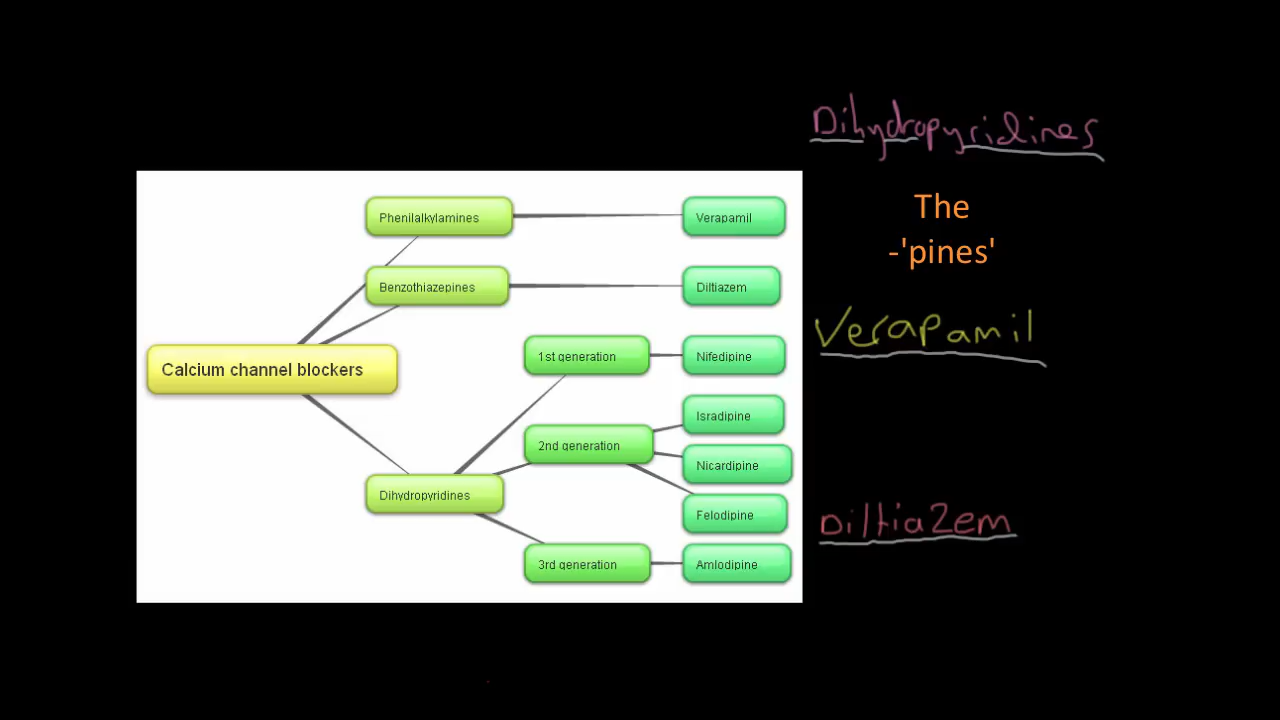 Dihydropyridines
The
-'pines'
Verapamil
Diltiazem
Calcium channel blockers
Phenilalkylamines
Verapamil
Benzothiazepines
Diltiazem
Dihydropyridines
1st generation
Nifedipine
2nd generation
Isradipine
Nicardipine
Felodipine
3rd generation
Amlodipine